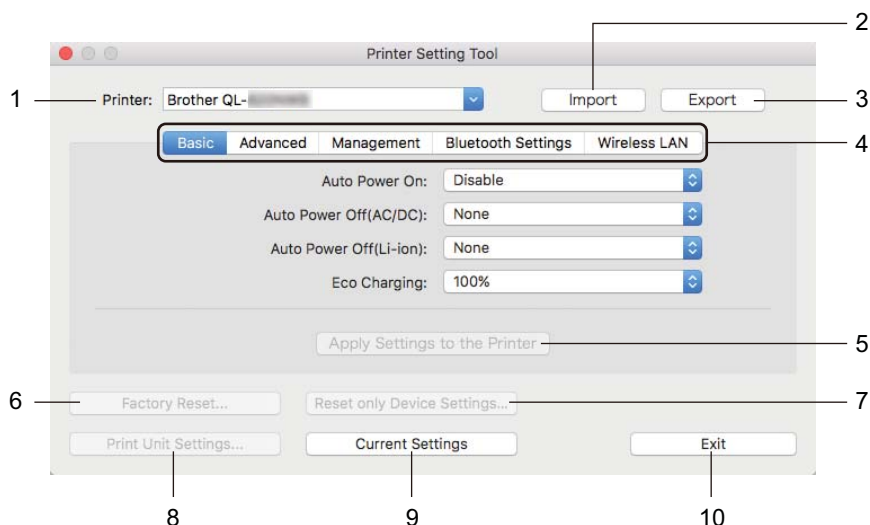 2
Printer Setting Tool
1 Printer: Brother QL- Import Export 3
Basic Advanced Management Bluetooth Settings Wireless LAN 4
Auto Power On: Disable
Auto Power Off(AC/DC): None
Auto Power Off(Li-ion): None
Eco Charging: 100%
Apply Settings to the Printer 5
6 Factory Reset... Reset only Device Settings... 7
Print Unit Settings... Current Settings Exit
8 9 10